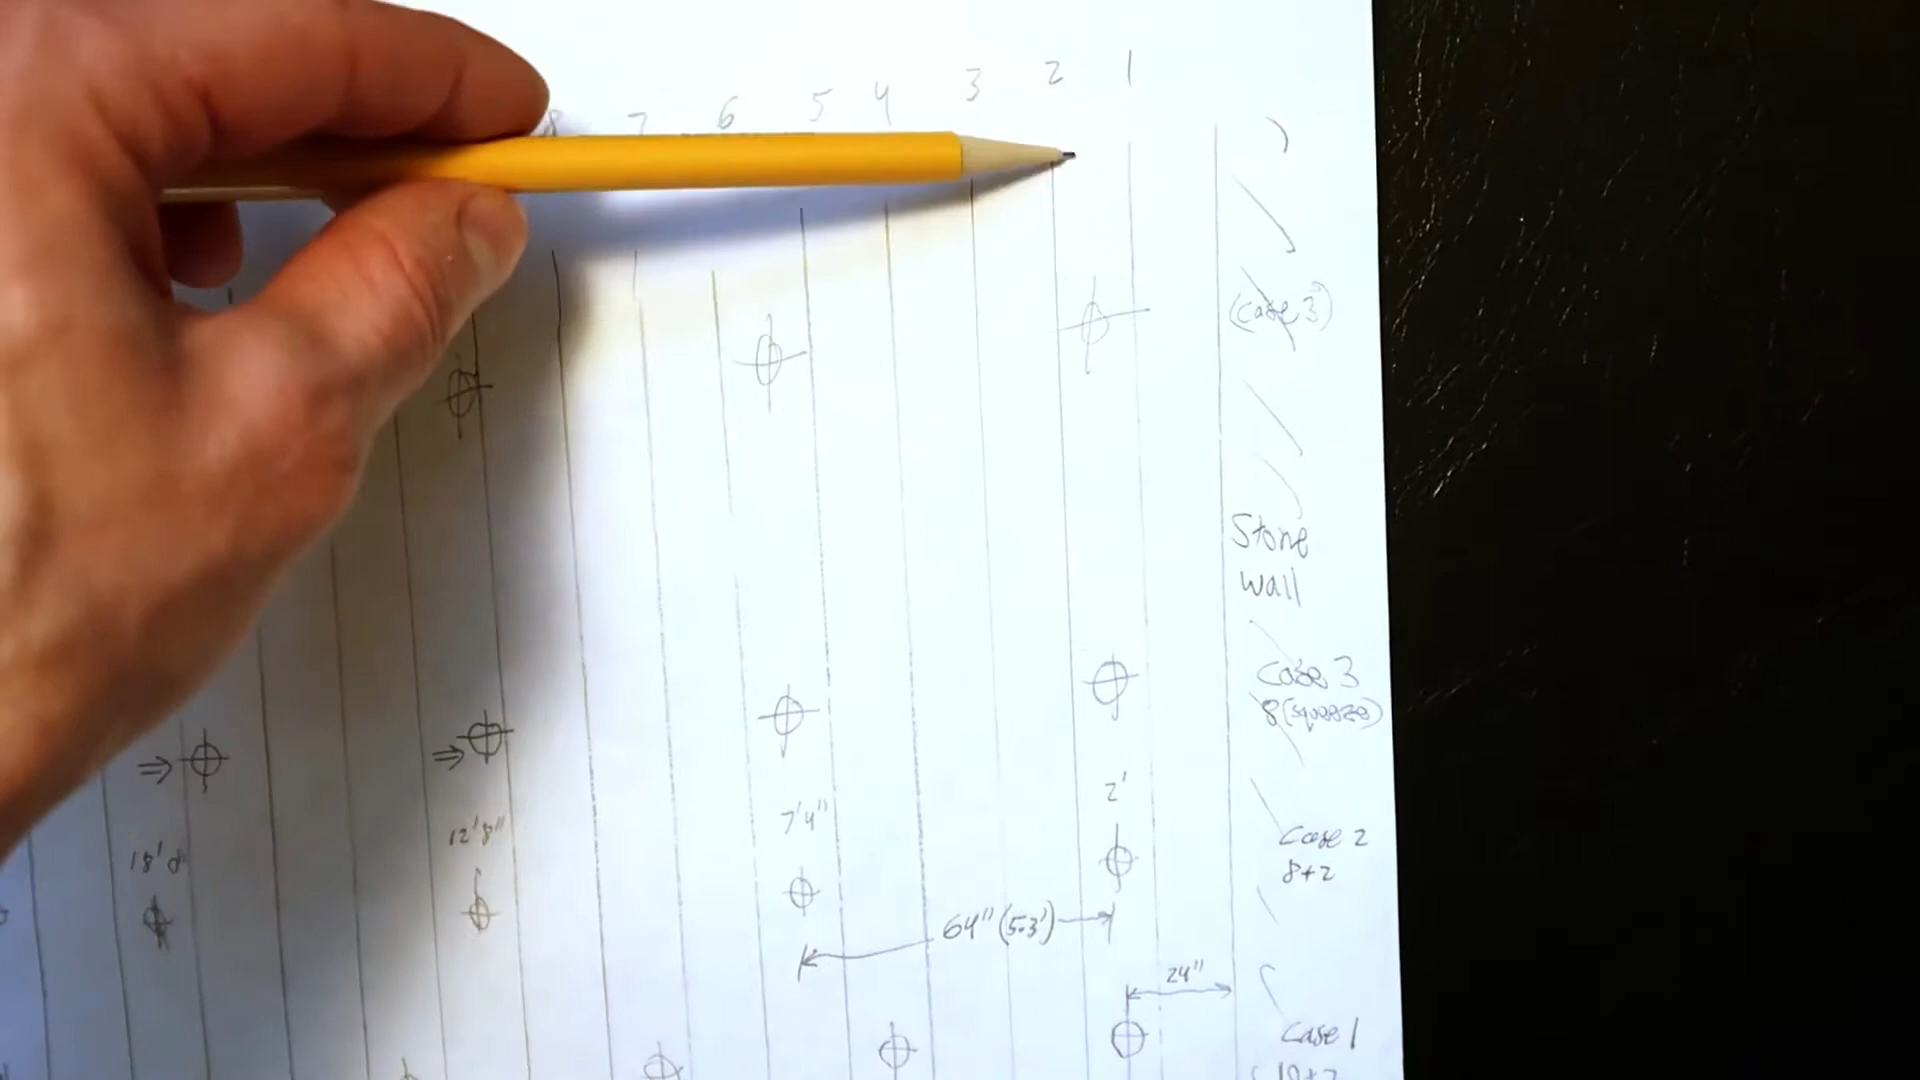 8 7 6 5 4 3 2 1
(Case 3)
Stone
wall
Case 3
8 (squeeze)
⇒ ⇒
2'
7'4"
12'8"
Case 2
8+2
64" (5.3')
24"
Case 1